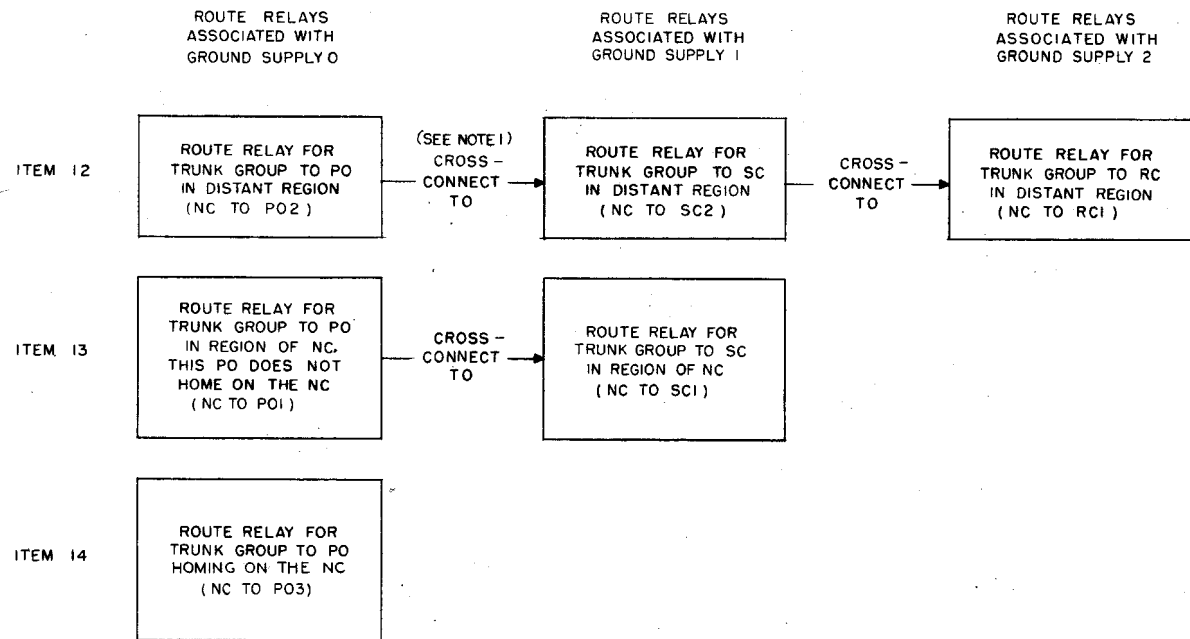 ROUTE RELAYS
ASSOCIATED WITH
GROUND SUPPLY 0
ROUTE RELAYS
ASSOCIATED WITH
GROUND SUPPLY 1
ROUTE RELAYS
ASSOCIATED WITH
GROUND SUPPLY 2
ITEM 12
ROUTE RELAY FOR
TRUNK GROUP TO PO
IN DISTANT REGION
(NC TO PO2)
(SEE NOTE 1)
CROSS-
CONNECT
TO
ROUTE RELAY FOR
TRUNK GROUP TO SC
IN DISTANT REGION
(NC TO SC2)
CROSS-
CONNECT
TO
ROUTE RELAY FOR
TRUNK GROUP TO RC
IN DISTANT REGION
(NC TO RC1)
ITEM 13
ROUTE RELAY FOR
TRUNK GROUP TO PO
IN REGION OF NC.
THIS PO DOES NOT
HOME ON THE NC
(NC TO PO1)
CROSS-
CONNECT
TO
ROUTE RELAY FOR
TRUNK GROUP TO SC
IN REGION OF NC
(NC TO SC1)
ITEM 14
ROUTE RELAY FOR
TRUNK GROUP TO PO
HOMING ON THE NC
(NC TO PO3)